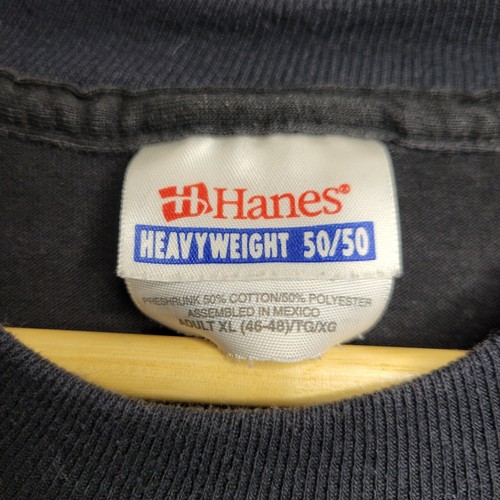 Hanes®
HEAVYWEIGHT 50/50
PRESHRUNK 50% COTTON/50% POLYESTER
ASSEMBLED IN MEXICO
ADULT XL (46-48)/TG/XG